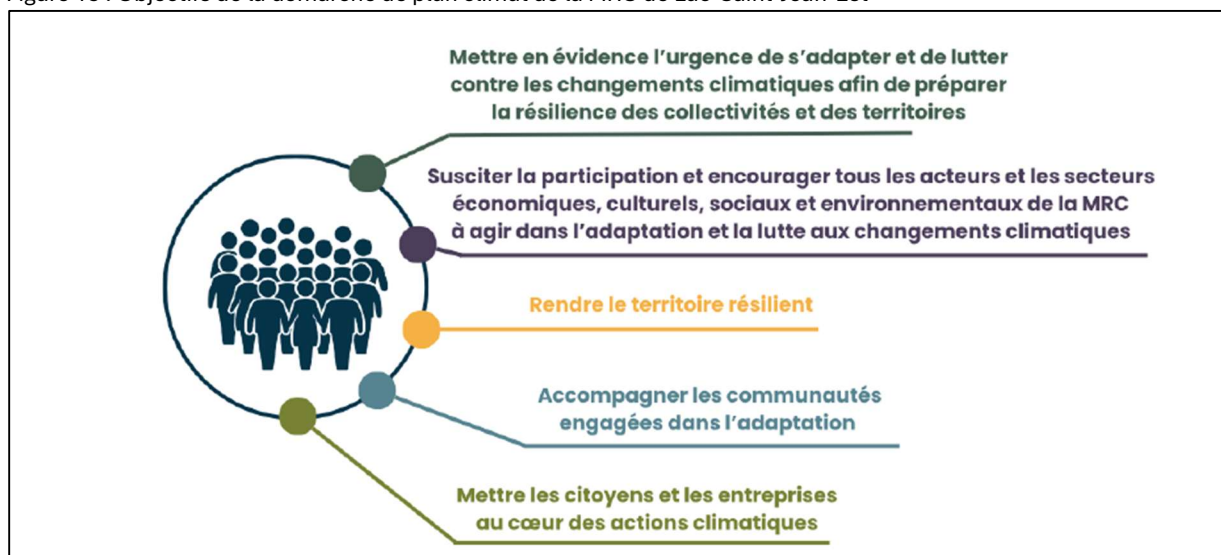 Mettre en évidence l'urgence de s'adapter et de lutter
contre les changements climatiques afin de préparer
la résilience des collectivités et des territoires
Susciter la participation et encourager tous les acteurs et les secteurs
économiques, culturels, sociaux et environnementaux de la MRC
à agir dans l'adaptation et la lutte aux changements climatiques
Rendre le territoire résilient
Accompagner les communautés
engagées dans l'adaptation
Mettre les citoyens et les entreprises
au cœur des actions climatiques